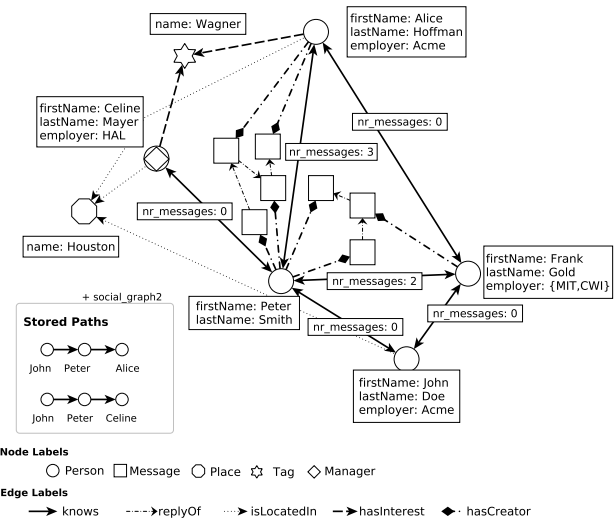 name: Wagner
firstName: Alice
lastName: Hoffman
employer: Acme
firstName: Celine
lastName: Mayer
employer: HAL
nr_messages: 0
nr_messages: 3
nr_messages: 0
name: Houston
firstName: Frank
lastName: Gold
employer: {MIT,CWI}
nr_messages: 2
firstName: Peter
lastName: Smith
nr_messages: 0
nr_messages: 0
firstName: John
lastName: Doe
employer: Acme
+ social_graph2
Stored Paths
John Peter Alice
John Peter Celine
Node Labels
Person Message Place Tag Manager
Edge Labels
knows replyOf isLocatedIn hasInterest hasCreator